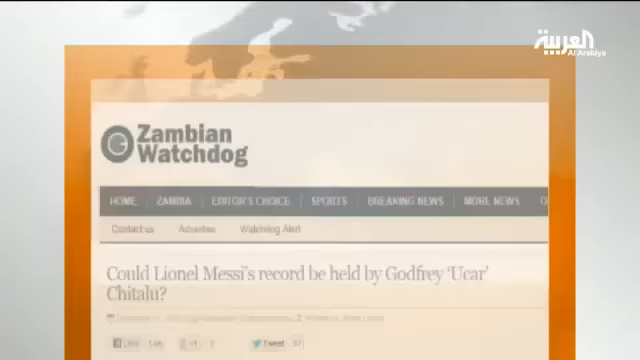 العربية
Al Arabiya
Zambian
Watchdog
HOME ZAMBIA EDITOR'S CHOICE SPORTS BREAKING NEWS MORE NEWS O
Contact us Advertise Watchdog Alert
Could Lionel Messi's record be held by Godfrey 'Ucar'
Chitalu?
Like Tweet 57